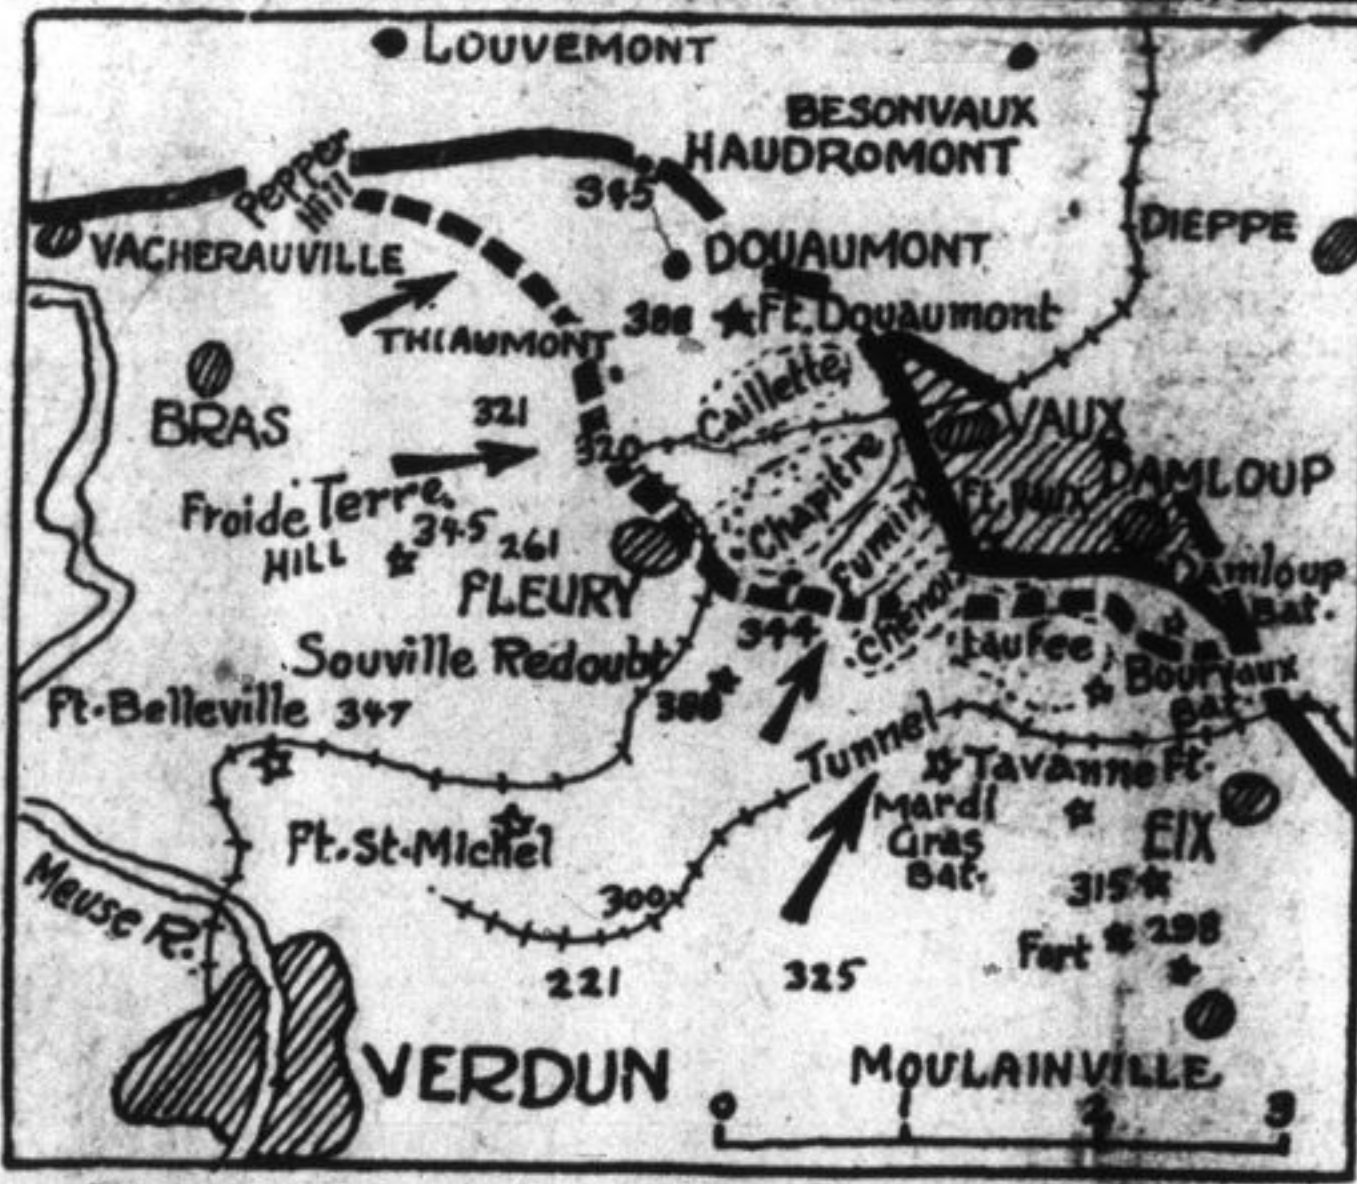 LOUVEMONT
BESONVAUX
HAUDROMONT
Pepper
Hill
345
DIEPPE
VACHERAUVILLE
DOUAUMONT
388
Ft. Douaumont
THIAUMONT
Caillette
BRAS
321
VAUX
320
DAMLOUP
Chapitre
Froide Terre
HILL
345
261
Ft. Vaux
Fumin
FLEURY
Damloup
Bat.
Chenois
344
Laufee
Souville Redoubt
Bourvaux
Bat.
Ft. Belleville 347
Tunnel
Tavanne Ft.
Mardi
Gras
Bat.
EIX
Ft. St. Michel
Meuse R.
300
315
298
Fort
221
325
VERDUN
MOULAINVILLE
0 1 2 3